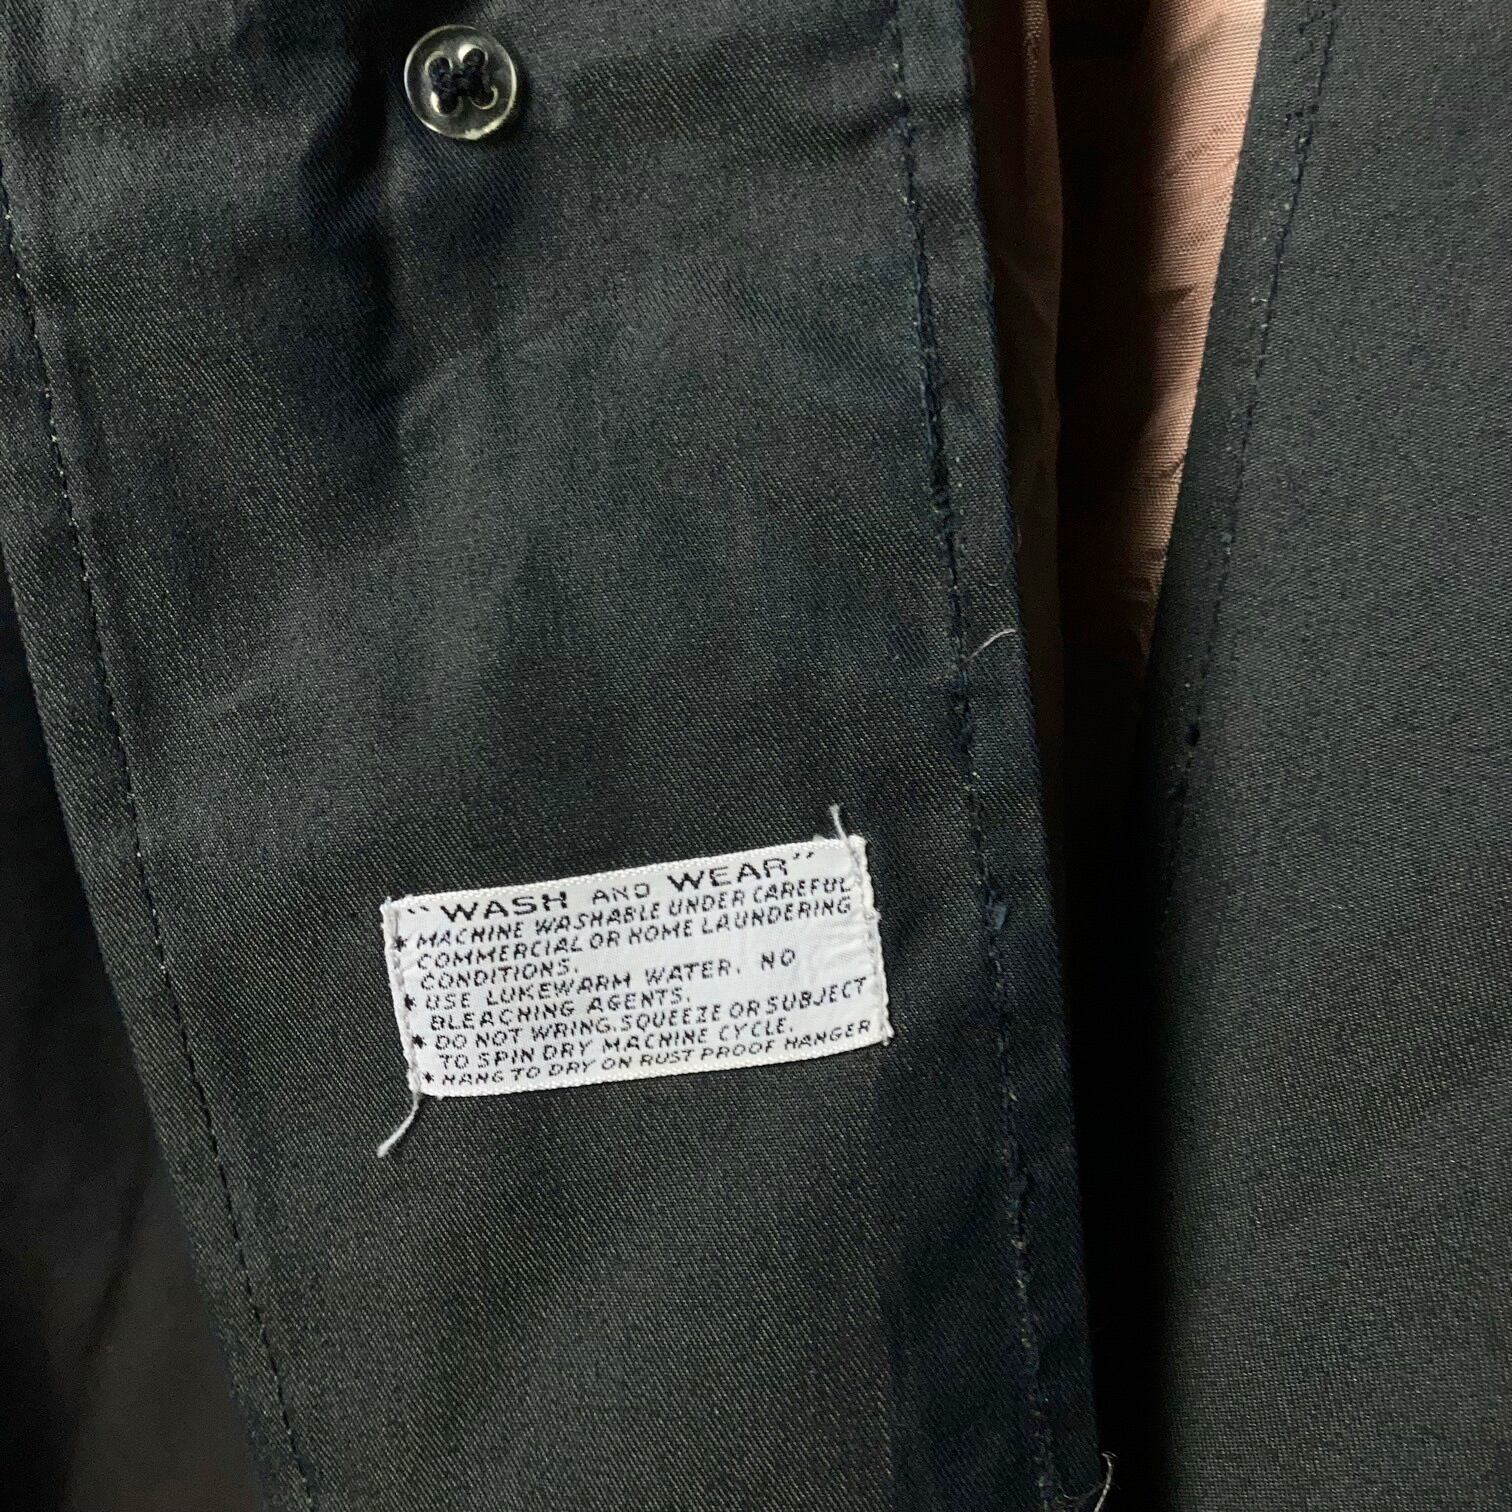 "WASH AND WEAR"
* MACHINE WASHABLE UNDER CAREFUL
COMMERCIAL OR HOME LAUNDERING
CONDITIONS.
* USE LUKEWARM WATER. NO
BLEACHING AGENTS.
* DO NOT WRING. SQUEEZE OR SUBJECT
TO SPIN DRY MACHINE CYCLE.
* HANG TO DRY ON RUST PROOF HANGER